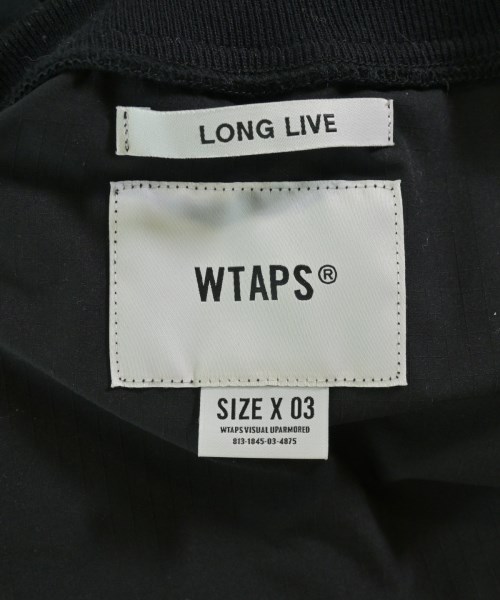 LONG LIVE
WTAPS®
SIZE X 03
WTAPS VISUAL UPARMORED
813-1845-03-4875